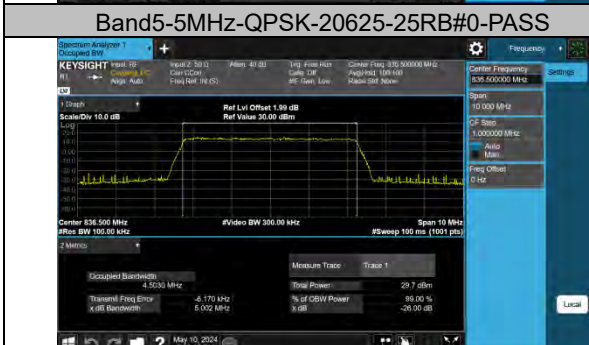 Band5-5MHz-QPSK-20625-25RB#0-PASS
Spectrum Analyzer 1
Occupied BW
Frequency
KEYSIGHT Input: RF
Input Z: 50 Ω
Atten: 40 dB
Trig: Free Run
Center Freq: 836.500000 MHz
Gate: Off
Avg|Hold: 100/100
Align: Auto
Freq Ref: Int (S)
Radio Std: None
Center Frequency
836.500000 MHz
Settings
Span
10.000 MHz
CF Step
1.000000 MHz
Auto
Man
Freq Offset
0 Hz
1 Graph
Scale/Div 10.0 dB
Ref Lvl Offset 1.99 dB
Ref Value 30.00 dBm
Log
Center 836.500 MHz
#Video BW 300.00 kHz
Span 10 MHz
#Res BW 100.00 kHz
#Sweep 100 ms (1001 pts)
2 Metrics
Measure Trace
Trace 1
Occupied Bandwidth
4.5030 MHz
Total Power
29.7 dBm
Transmit Freq Error
-6.170 kHz
% of OBW Power
99.00 %
x dB Bandwidth
5.002 MHz
x dB
-26.00 dB
Local
May 10, 2024